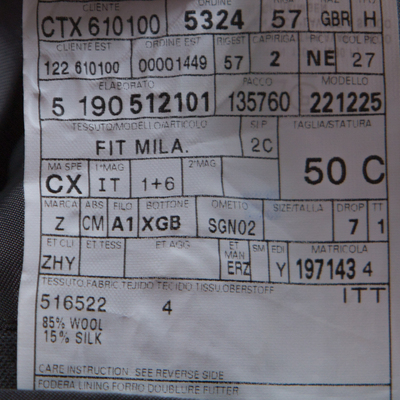 CLIENTE ORDINE
CTX 610100 5324 57 GBR H
CLIENTE EST ORDINE EST RIGEST CAPIRIGA PICT
122 610100 00001449 57 2 NE 27
ELABORATO PACCO MODELLO
5 190 512101 135760 221225
TESSUTO/MODELLO/ARTICOLO TAGLIA/STATURA
FIT MILA. 2C 50 C
MA SPE 1°MAG 2°MAG
CX IT 1+6
MARCA ABS FILO BOTTONE OMETTO SIZE/TALLA DROP TT
Z CM A1 XGB SGN02 7 1
ET CLI ET TESS ET AGG ET MAN SM EDI MATRICOLA
ZHY ERZ Y 197143 4
TESSUTO FABRIC TEJIDO TECIDO TISSU OBERSTOFF
516522 4 ITT
85% WOOL
15% SILK
CARE INSTRUCTION SEE REVERSE SIDE
FODERA LINING FORRO DOUBLURE FUTTER